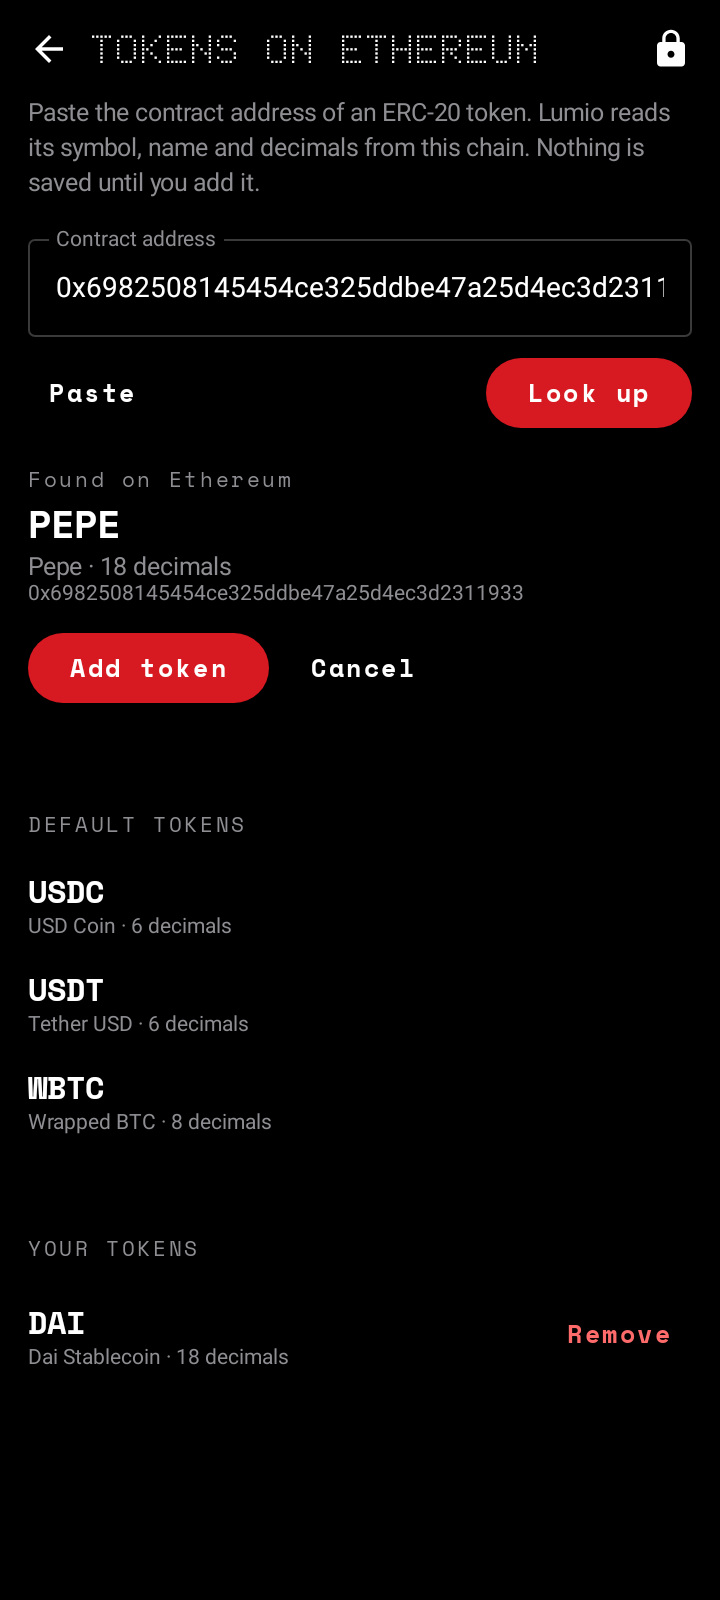 TOKENS ON ETHEREUM
Paste the contract address of an ERC-20 token. Lumio reads
its symbol, name and decimals from this chain. Nothing is
saved until you add it.
Contract address
0x6982508145454ce325ddbe47a25d4ec3d2311
Paste
Look up
Found on Ethereum
PEPE
Pepe · 18 decimals
0x6982508145454ce325ddbe47a25d4ec3d2311933
Add token
Cancel
DEFAULT TOKENS
USDC
USD Coin · 6 decimals
USDT
Tether USD · 6 decimals
WBTC
Wrapped BTC · 8 decimals
YOUR TOKENS
DAI
Dai Stablecoin · 18 decimals
Remove